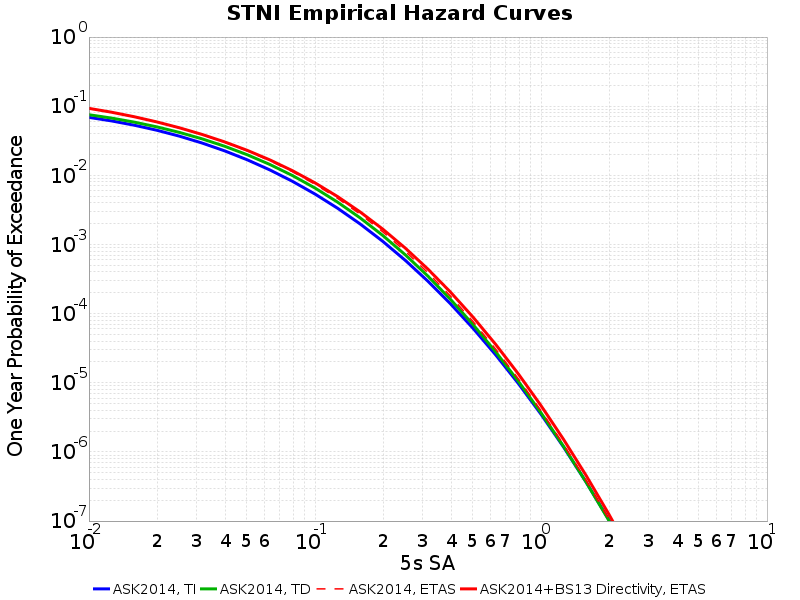 STNI Empirical Hazard Curves
One Year Probability of Exceedance
10^0
10^-1
10^-2
10^-3
10^-4
10^-5
10^-6
10^-7
10^-2 2 3 4 5 6 10^-1 2 3 4 5 6 7 10^0 2 3 4 5 6 7 10^1
5s SA
ASK2014, TI ASK2014, TD ASK2014, ETAS ASK2014+BS13 Directivity, ETAS